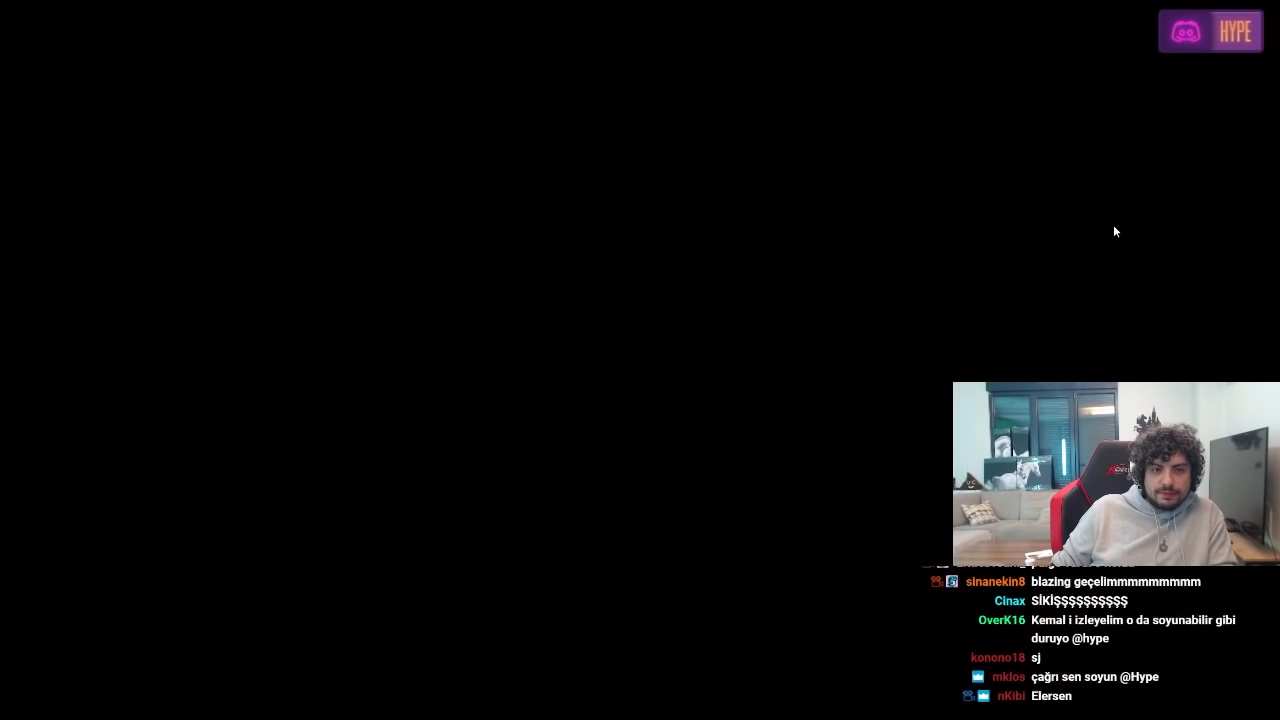 HYPE
sinanekin8 blazing geçelimmmmmmmmm
Cinax SİKİŞŞŞŞŞŞŞŞŞŞ
OverK16 Kemal i izleyelim o da soyunabilir gibi
duruyo @hype
konono18 sj
mklos çağrı sen soyun @Hype
nKibi Elersen